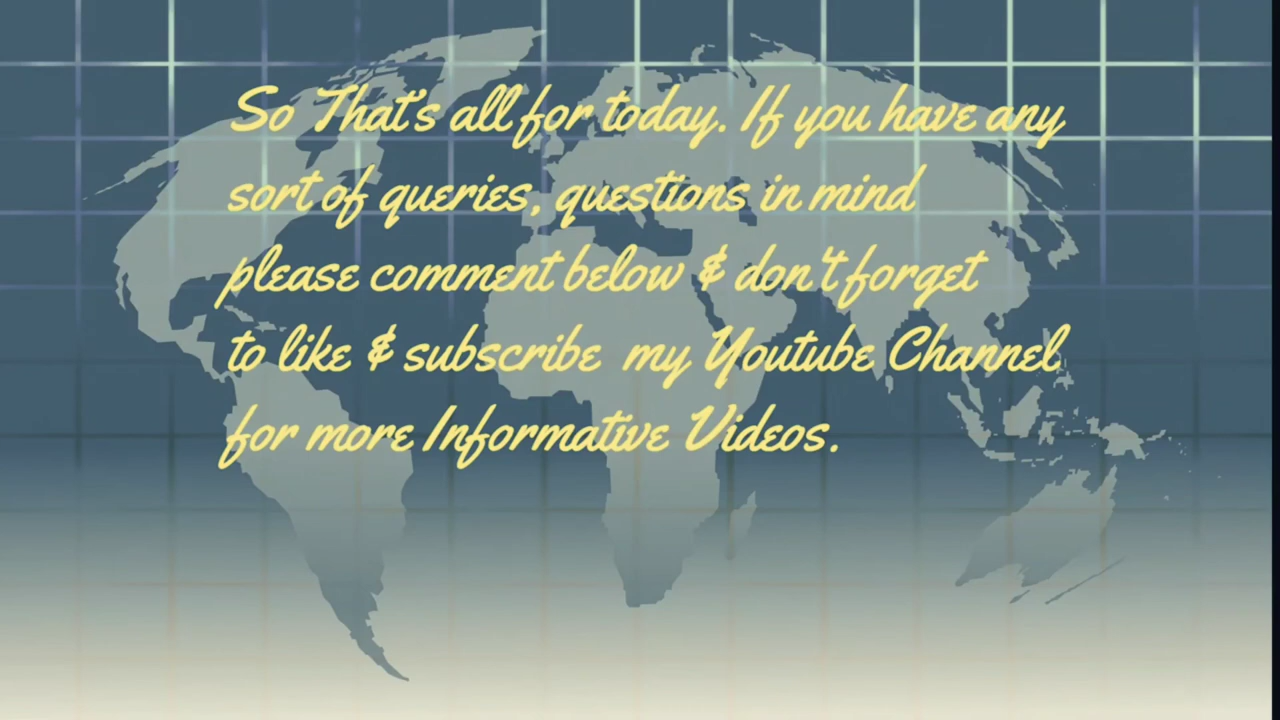 So That's all for today. If you have any
sort of queries, questions in mind
please comment below & don't forget
to like & subscribe my Youtube Channel
for more Informative Videos.